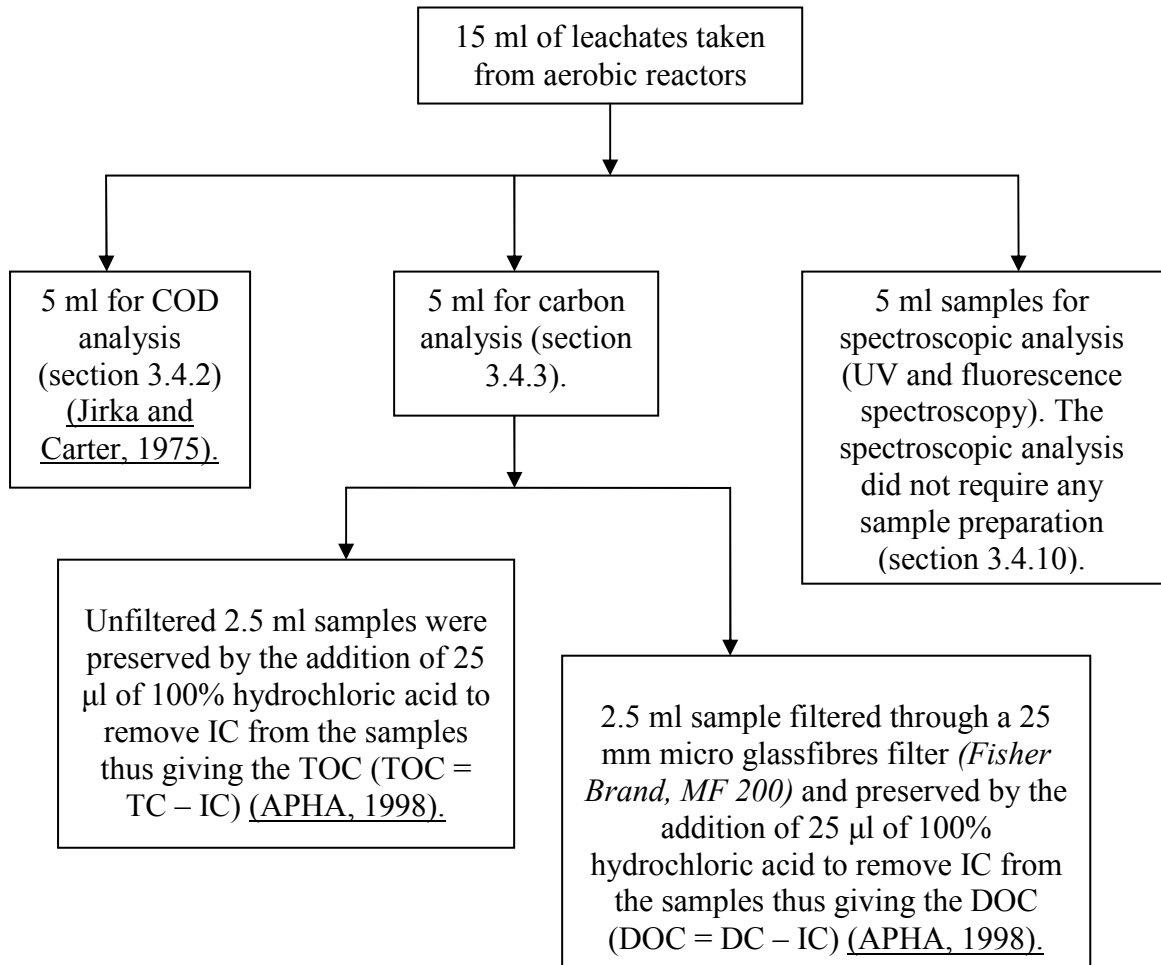 15 ml of leachates taken
from aerobic reactors
5 ml for COD
analysis
(section 3.4.2)
(Jirka and
Carter, 1975).
5 ml for carbon
analysis (section
3.4.3).
5 ml samples for
spectroscopic analysis
(UV and fluorescence
spectroscopy). The
spectroscopic analysis
did not require any
sample preparation
(section 3.4.10).
Unfiltered 2.5 ml samples were
preserved by the addition of 25
μl of 100% hydrochloric acid to
remove IC from the samples
thus giving the TOC (TOC =
TC – IC) (APHA, 1998).
2.5 ml sample filtered through a 25
mm micro glassfibres filter (Fisher
Brand, MF 200) and preserved by the
addition of 25 μl of 100%
hydrochloric acid to remove IC from
the samples thus giving the DOC
(DOC = DC – IC) (APHA, 1998).